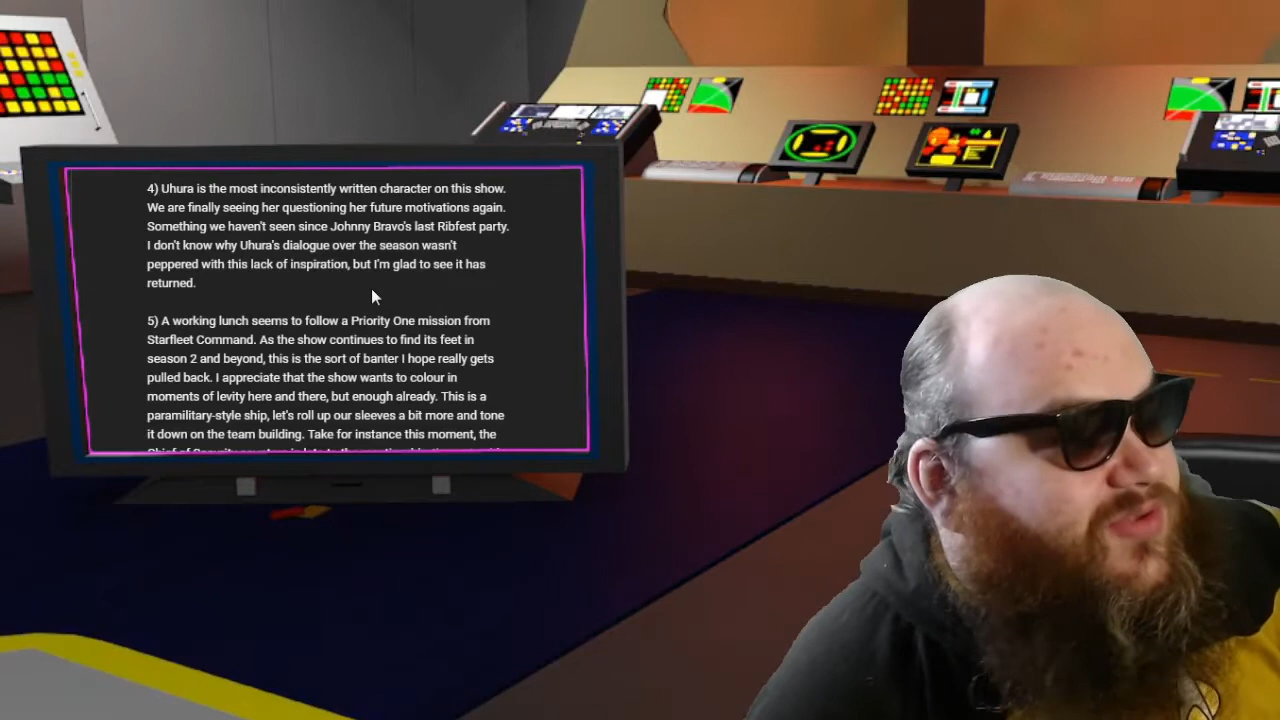 4) Uhura is the most inconsistently written character on this show.
We are finally seeing her questioning her future motivations again.
Something we haven't seen since Johnny Bravo's last Ribfest party.
I don't know why Uhura's dialogue over the season wasn't
peppered with this lack of inspiration, but I'm glad to see it has
returned.
5) A working lunch seems to follow a Priority One mission from
Starfleet Command. As the show continues to find its feet in
season 2 and beyond, this is the sort of banter I hope really gets
pulled back. I appreciate that the show wants to colour in
moments of levity here and there, but enough already. This is a
paramilitary-style ship, let's roll up our sleeves a bit more and tone
it down on the team building. Take for instance this moment, the